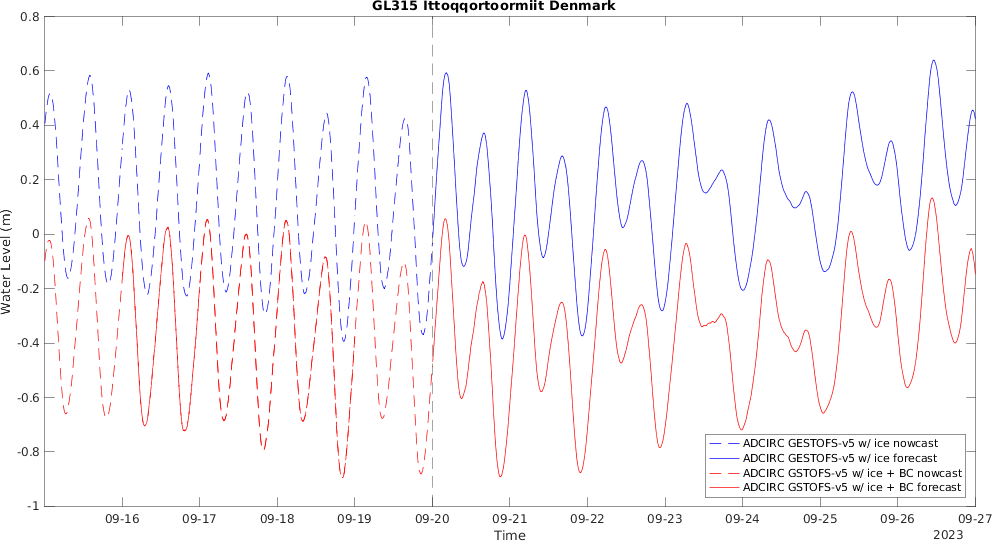 GL315 Ittoqqortoormiit Denmark
0.8
0.6
0.4
0.2
0
-0.2
-0.4
-0.6
-0.8
-1
Water Level (m)
ADCIRC GESTOFS-v5 w/ ice nowcast
ADCIRC GESTOFS-v5 w/ ice forecast
ADCIRC GSTOFS-v5 w/ ice + BC nowcast
ADCIRC GSTOFS-v5 w/ ice + BC forecast
09-16 09-17 09-18 09-19 09-20 09-21 09-22 09-23 09-24 09-25 09-26 09-27
Time
2023